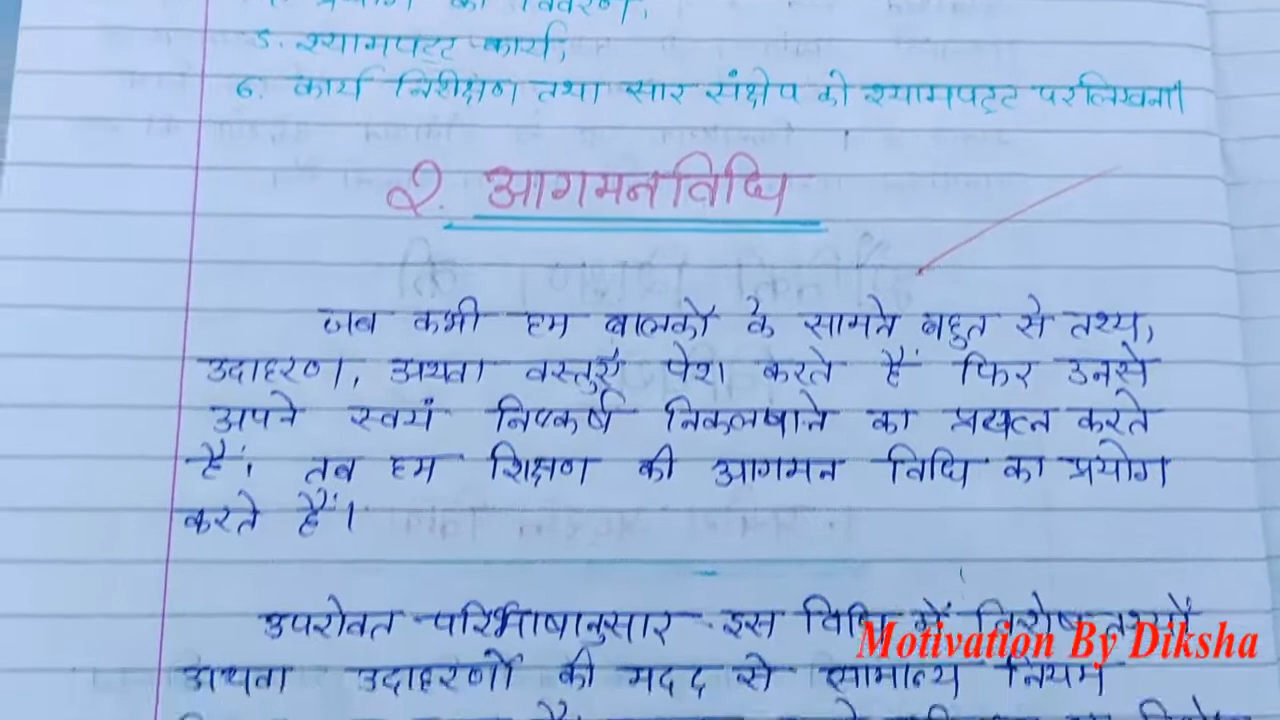 5. श्यामपट्ट कार्य,
6. कार्य निरीक्षण तथा सार संक्षेप को श्यामपट्ट पर लिखना।
२. आगमन विधि
जब कभी हम बालकों के सामने बहुत से तथ्य,
उदाहरण, अथवा वस्तुएँ पेश करते हैं फिर उनसे
अपने स्वयं निष्कर्ष निकलवाने का प्रयत्न करते
हैं। तब हम शिक्षण की आगमन विधि का प्रयोग
करते हैं।
उपरोक्त परिभाषानुसार इस विधि में विशेष तथ्यों
अथवा उदाहरणों की मदद से सामान्य नियम
Motivation By Diksha